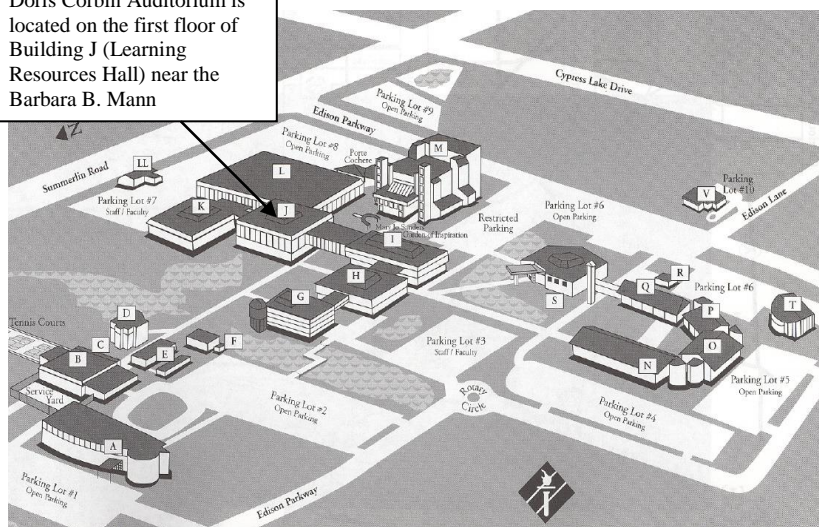 Doris Corbin Auditorium is
located on the first floor of
Building J (Learning
Resources Hall) near the
Barbara B. Mann
Cypress Lake Drive
Parking Lot #9
Open Parking
Edison Parkway
N
Parking Lot #8
Open Parking
Porte
Cochere
M
Summerlin Road
LL
L
Parking
Lot #10
V
Edison Lane
Parking Lot #7
Staff / Faculty
K
J
Restricted
Parking
Parking Lot #6
Open Parking
Garden of Inspiration
I
H
S
R
Q
Parking Lot #6
P
T
G
D
Tennis Courts
C
B
E
F
Parking Lot #3
Staff / Faculty
N
O
Parking Lot #5
Open Parking
Service
Yard
Rotary
Circle
Parking Lot #2
Open Parking
Parking Lot #4
Open Parking
A
Parking Lot #1
Open Parking
Edison Parkway